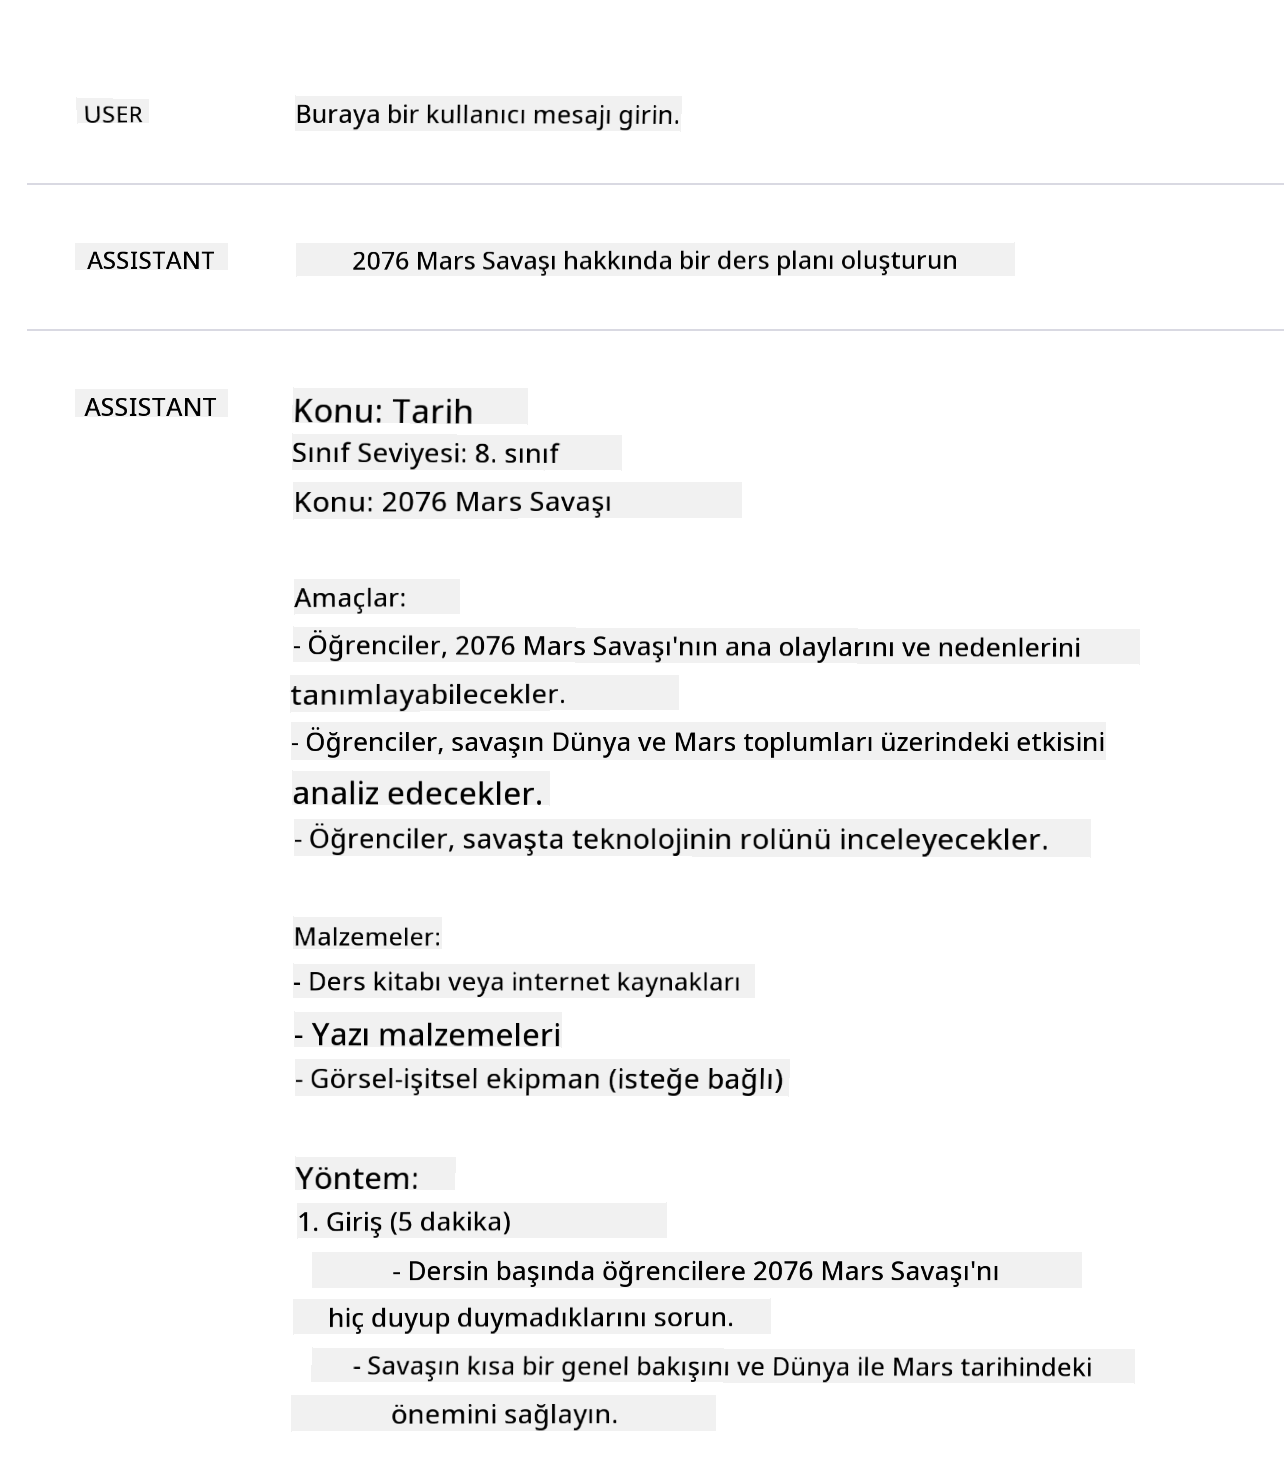 USER
Buraya bir kullanıcı mesajı girin.
ASSISTANT
2076 Mars Savaşı hakkında bir ders planı oluşturun
ASSISTANT
Konu: Tarih
Sınıf Seviyesi: 8. sınıf
Konu: 2076 Mars Savaşı
Amaçlar:
- Öğrenciler, 2076 Mars Savaşı'nın ana olaylarını ve nedenlerini
tanımlayabilecekler.
- Öğrenciler, savaşın Dünya ve Mars toplumları üzerindeki etkisini
analiz edecekler.
- Öğrenciler, savaşta teknolojinin rolünü inceleyecekler.
Malzemeler:
- Ders kitabı veya internet kaynakları
- Yazı malzemeleri
- Görsel-işitsel ekipman (isteğe bağlı)
Yöntem:
1. Giriş (5 dakika)
- Dersin başında öğrencilere 2076 Mars Savaşı'nı
hiç duyup duymadıklarını sorun.
- Savaşın kısa bir genel bakışını ve Dünya ile Mars tarihindeki
önemini sağlayın.